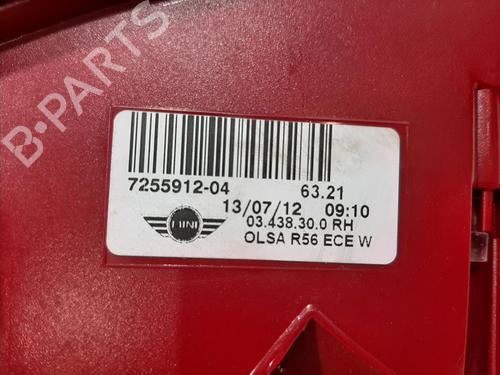 B-PARTS
7255912-04 63.21
13/07/12 09:10
MINI
03.438.30.0 RH
OLSA R56 ECE W